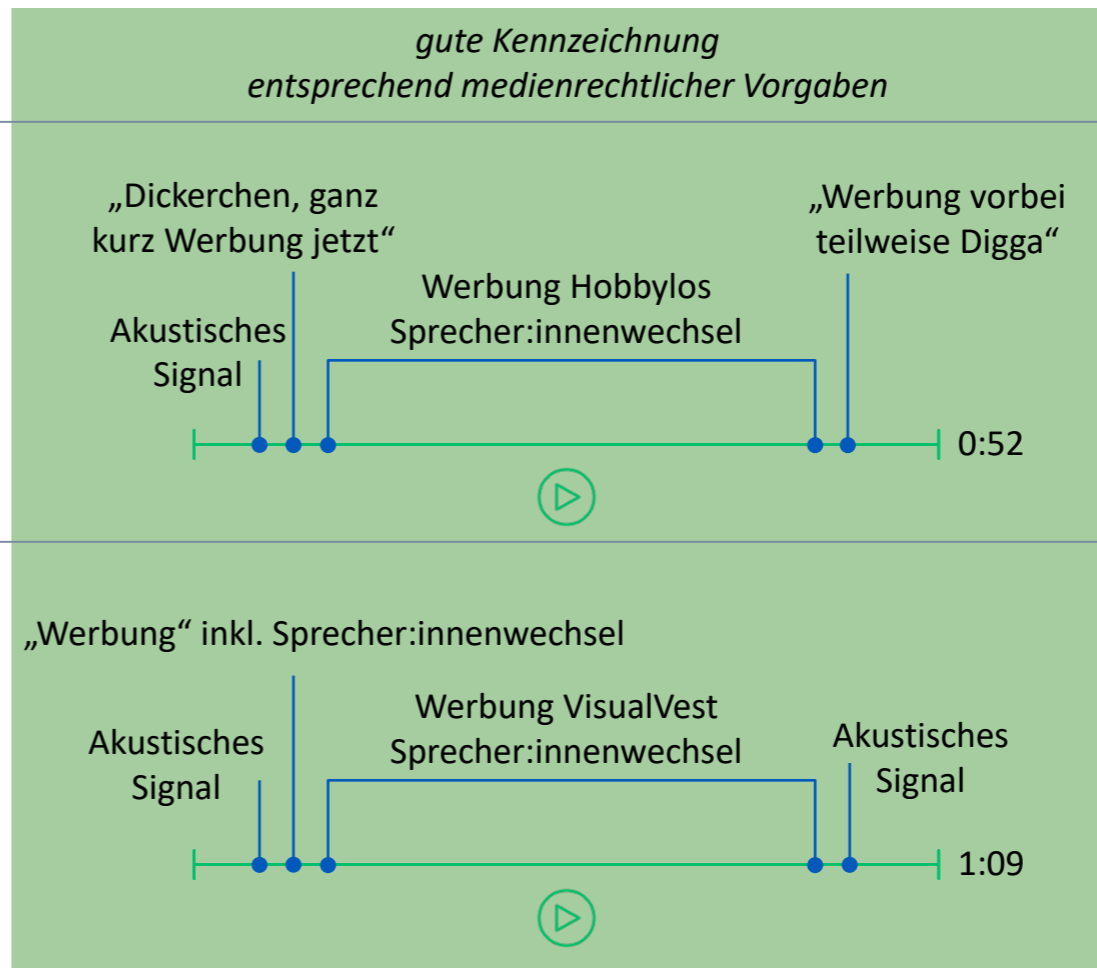 gute Kennzeichnung
entsprechend medienrechtlicher Vorgaben
„Dickerchen, ganz
kurz Werbung jetzt“
„Werbung vorbei
teilweise Digga“
Werbung Hobbylos
Sprecher:innenwechsel
Akustisches
Signal
0:52
„Werbung“ inkl. Sprecher:innenwechsel
Werbung VisualVest
Sprecher:innenwechsel
Akustisches
Signal
Akustisches
Signal
1:09